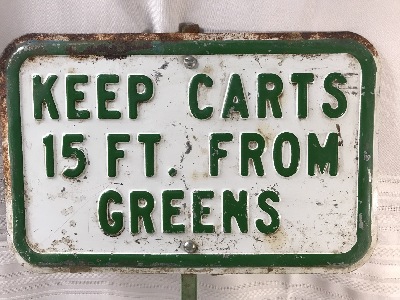 KEEP CARTS
15 FT. FROM
GREENS